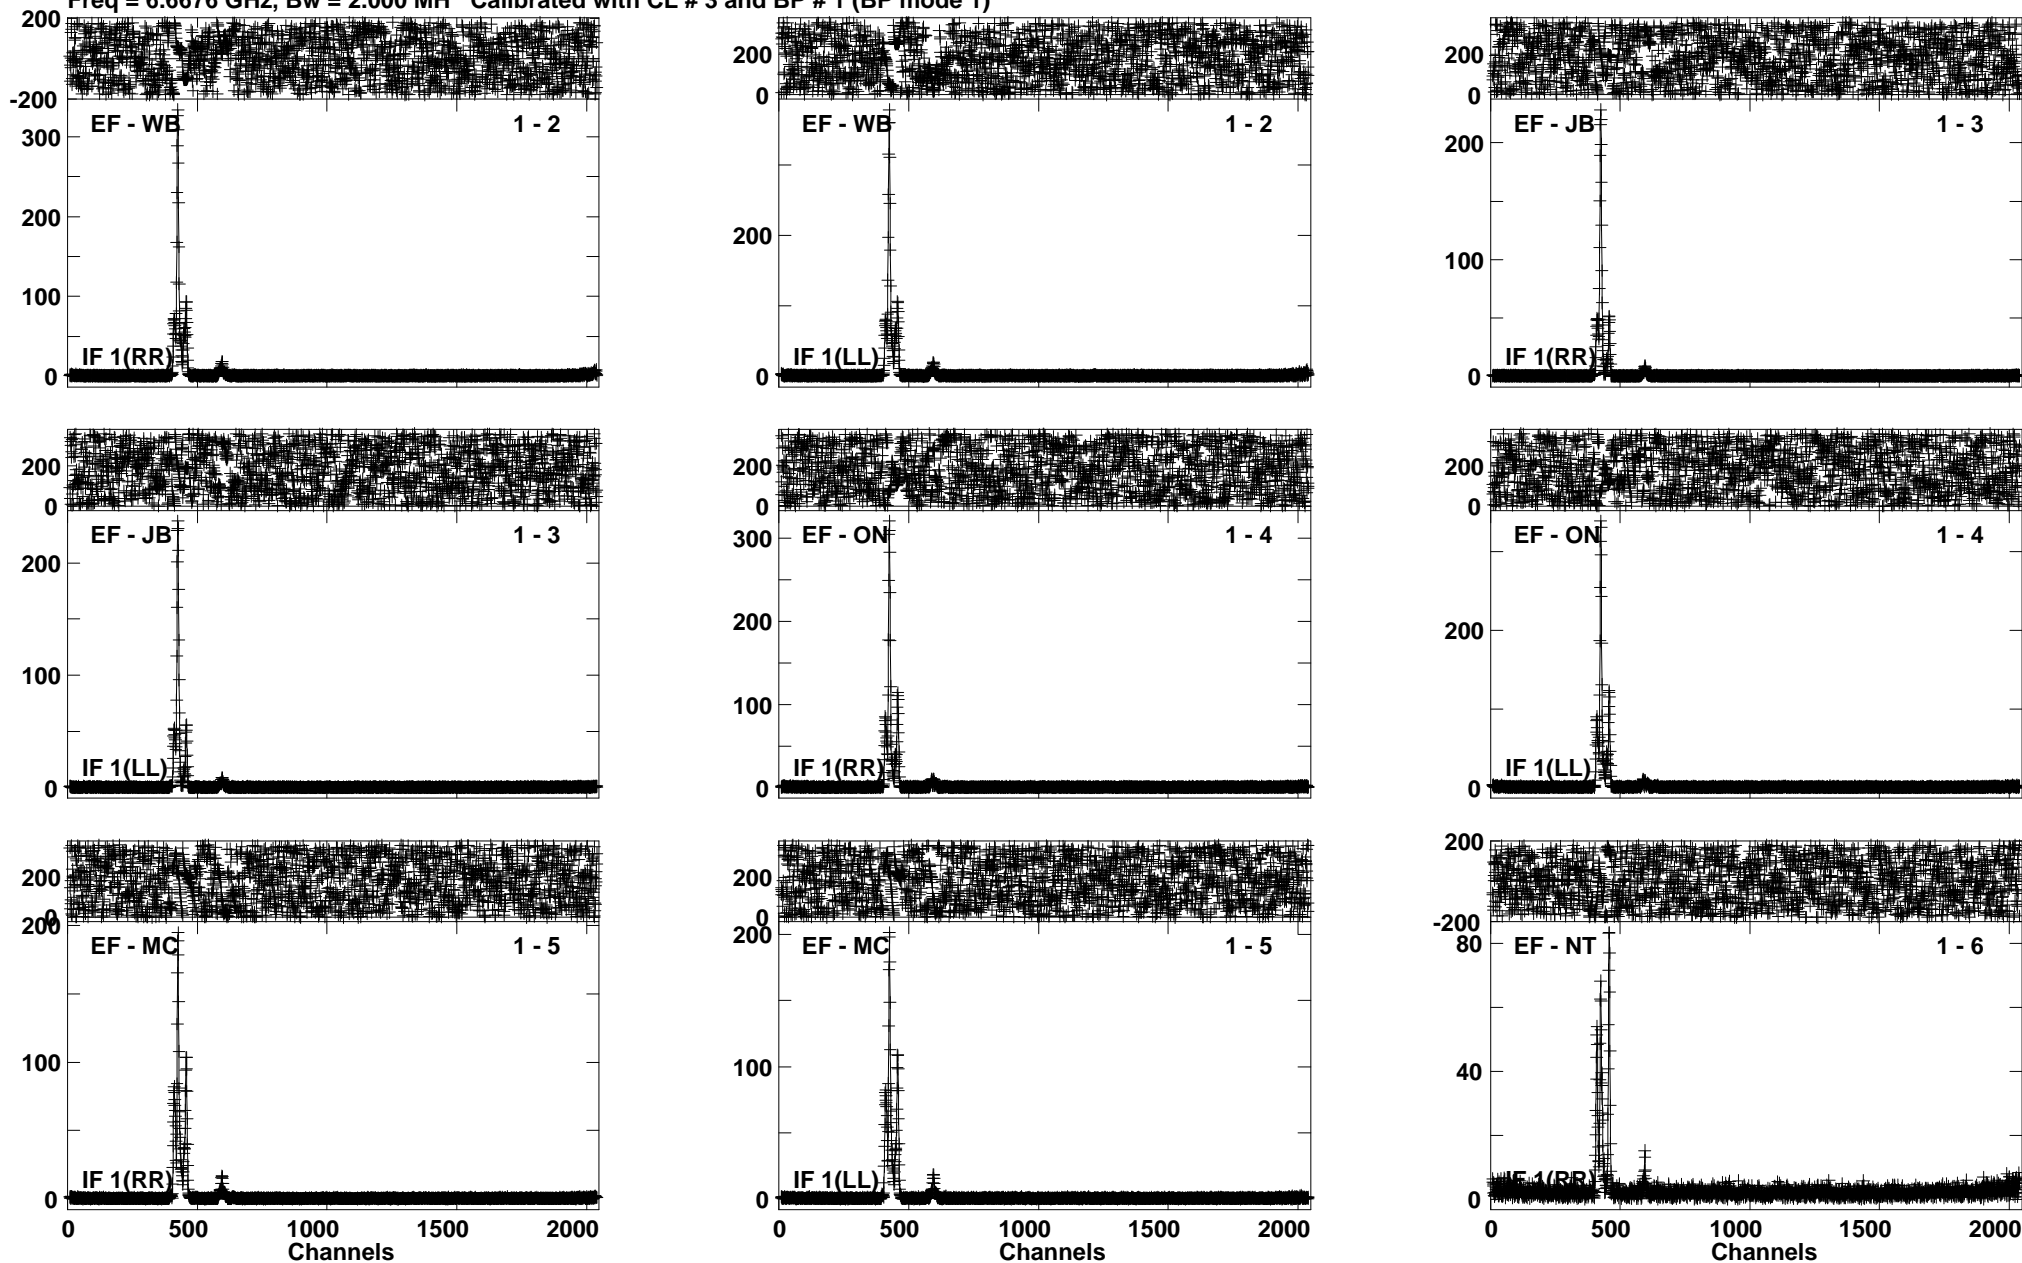 Freq = 6.6676 GHz, Bw = 2.000 MH Calibrated with CL # 3 and BP # 1 (BP mode 1)
200
-200
EF - WB 1 - 2
300
200
100
0
IF 1(RR)
200
0
EF - WB 1 - 2
200
0
IF 1(LL)
200
0
EF - JB 1 - 3
200
100
0
IF 1(RR)
200
0
EF - JB 1 - 3
200
100
0
IF 1(LL)
200
0
EF - ON 1 - 4
300
200
100
0
IF 1(RR)
200
0
EF - ON 1 - 4
200
0
IF 1(LL)
200
0
200
EF - MC 1 - 5
100
0
IF 1(RR)
0 500 1000 1500 2000
Channels
200
0
200
EF - MC 1 - 5
100
0
IF 1(LL)
0 500 1000 1500 2000
Channels
200
-200
80
EF - NT 1 - 6
40
0
IF 1(RR)
0 500 1000 1500 2000
Channels